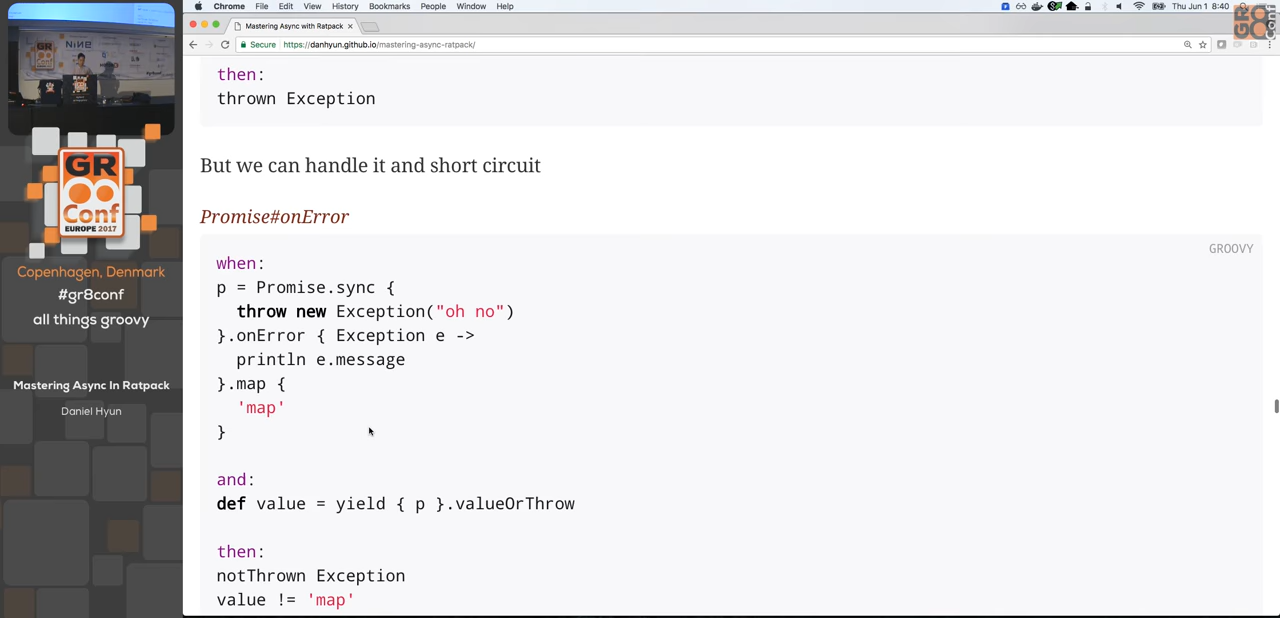 Chrome File Edit View History Bookmarks People Window Help
Thu Jun 1 8:40
Mastering Async with Ratpack
Secure https://danhyun.github.io/mastering-async-ratpack/
then:
thrown Exception
But we can handle it and short circuit
Promise#onError
GROOVY
when:
p = Promise.sync {
throw new Exception("oh no")
}.onError { Exception e ->
println e.message
}.map {
'map'
}
and:
def value = yield { p }.valueOrThrow
then:
notThrown Exception
value != 'map'
GR
Conf
EUROPE 2017
Copenhagen, Denmark
#gr8conf
all things groovy
Mastering Async In Ratpack
Daniel Hyun